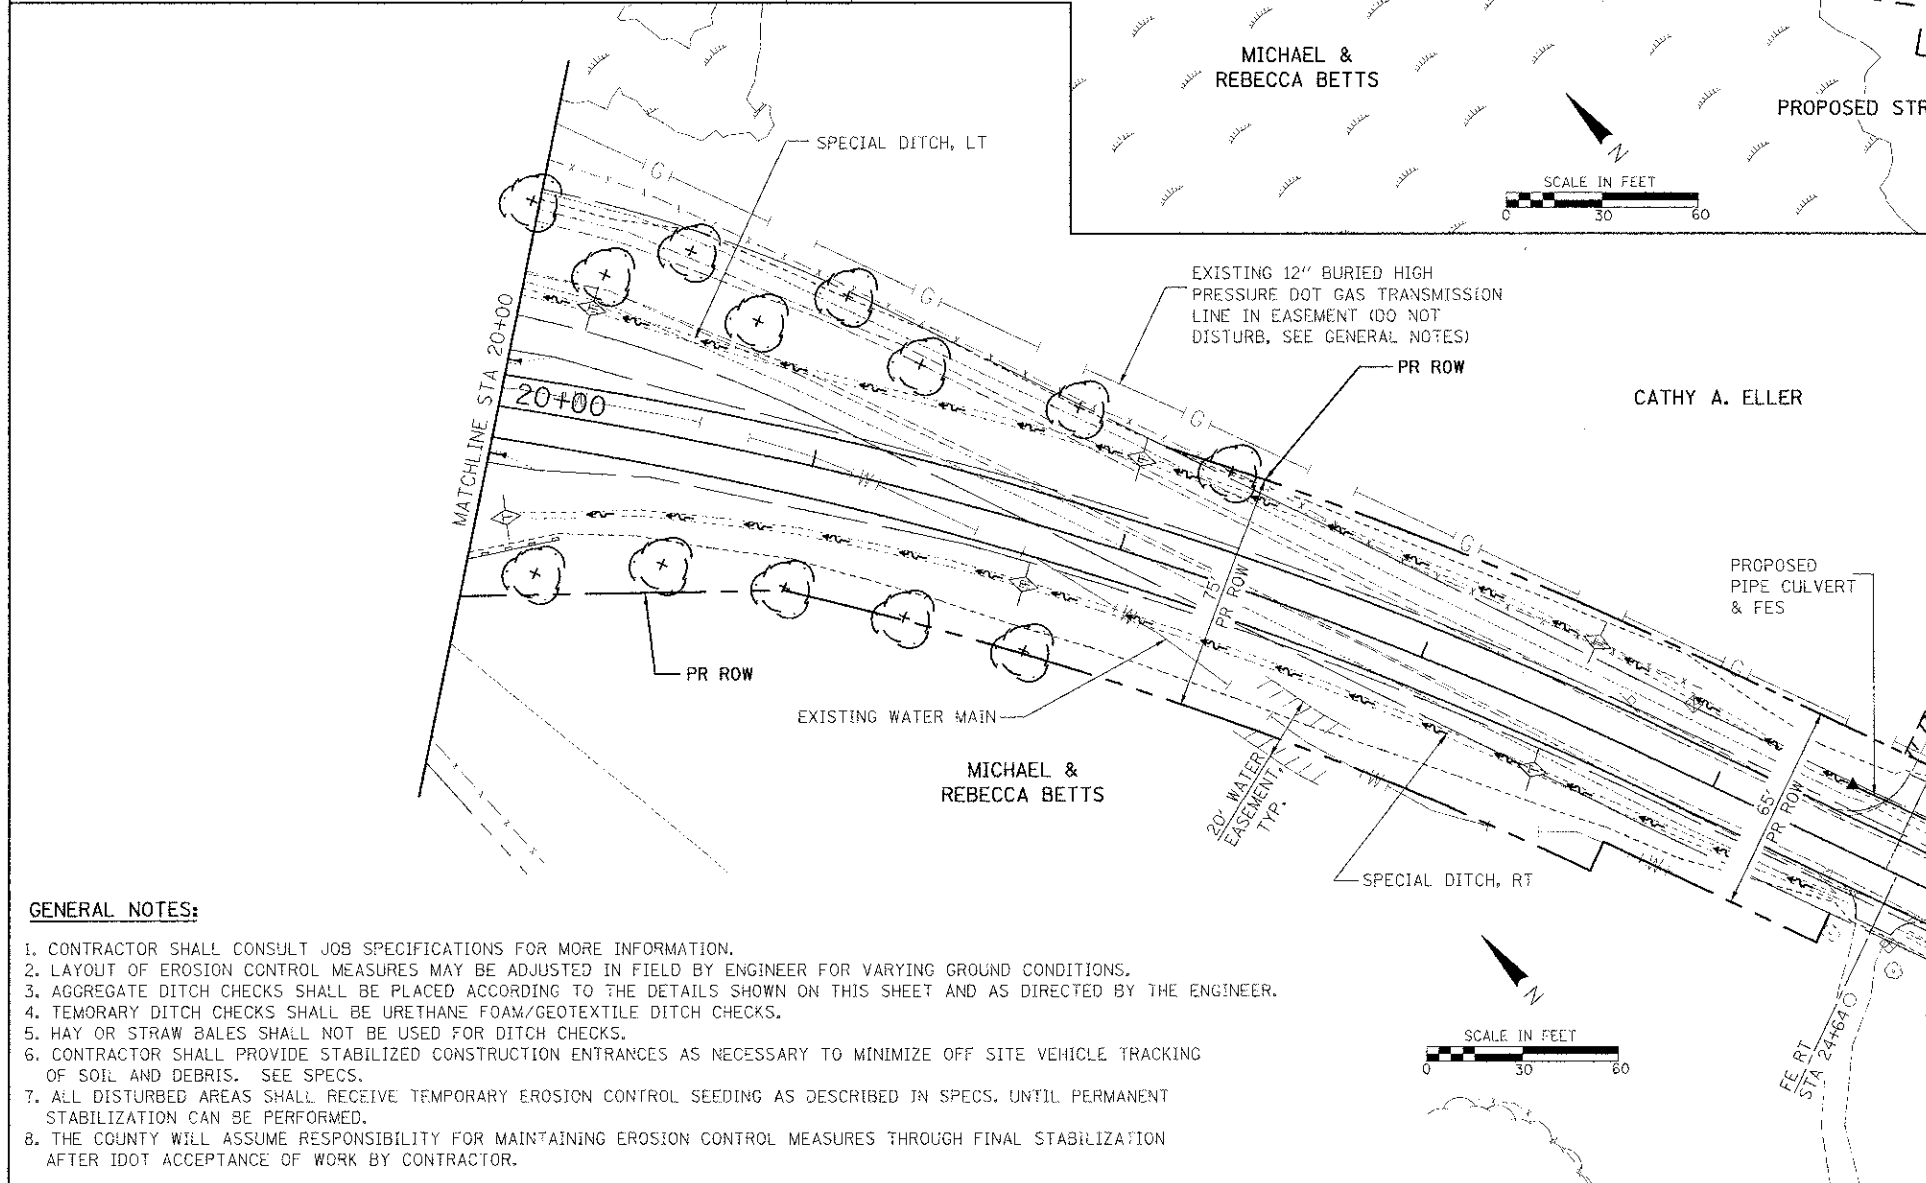 MICHAEL &
REBECCA BETTS
PROPOSED STR
N
SCALE IN FEET
0 30 60
SPECIAL DITCH, LT
G
G
G
G
G
EXISTING 12" BURIED HIGH
PRESSURE DOT GAS TRANSMISSION
LINE IN EASEMENT (DO NOT
DISTURB, SEE GENERAL NOTES)
PR ROW
CATHY A. ELLER
MATCHLINE STA 20+00
20+00
W
W
W
W
75'
PR ROW
PROPOSED
PIPE CULVERT
& FES
PR ROW
EXISTING WATER MAIN
MICHAEL &
REBECCA BETTS
20' WATER
EASEMENT,
TYP.
65'
PR ROW
SPECIAL DITCH, RT
N
SCALE IN FEET
0 30 60
FE RT
STA 24+64
GENERAL NOTES:
1. CONTRACTOR SHALL CONSULT JOB SPECIFICATIONS FOR MORE INFORMATION.
2. LAYOUT OF EROSION CONTROL MEASURES MAY BE ADJUSTED IN FIELD BY ENGINEER FOR VARYING GROUND CONDITIONS.
3. AGGREGATE DITCH CHECKS SHALL BE PLACED ACCORDING TO THE DETAILS SHOWN ON THIS SHEET AND AS DIRECTED BY THE ENGINEER.
4. TEMORARY DITCH CHECKS SHALL BE URETHANE FOAM/GEOTEXTILE DITCH CHECKS.
5. HAY OR STRAW BALES SHALL NOT BE USED FOR DITCH CHECKS.
6. CONTRACTOR SHALL PROVIDE STABILIZED CONSTRUCTION ENTRANCES AS NECESSARY TO MINIMIZE OFF SITE VEHICLE TRACKING
OF SOIL AND DEBRIS. SEE SPECS.
7. ALL DISTURBED AREAS SHALL RECEIVE TEMPORARY EROSION CONTROL SEEDING AS DESCRIBED IN SPECS. UNTIL PERMANENT
STABILIZATION CAN BE PERFORMED.
8. THE COUNTY WILL ASSUME RESPONSIBILITY FOR MAINTAINING EROSION CONTROL MEASURES THROUGH FINAL STABILIZATION
AFTER IDOT ACCEPTANCE OF WORK BY CONTRACTOR.